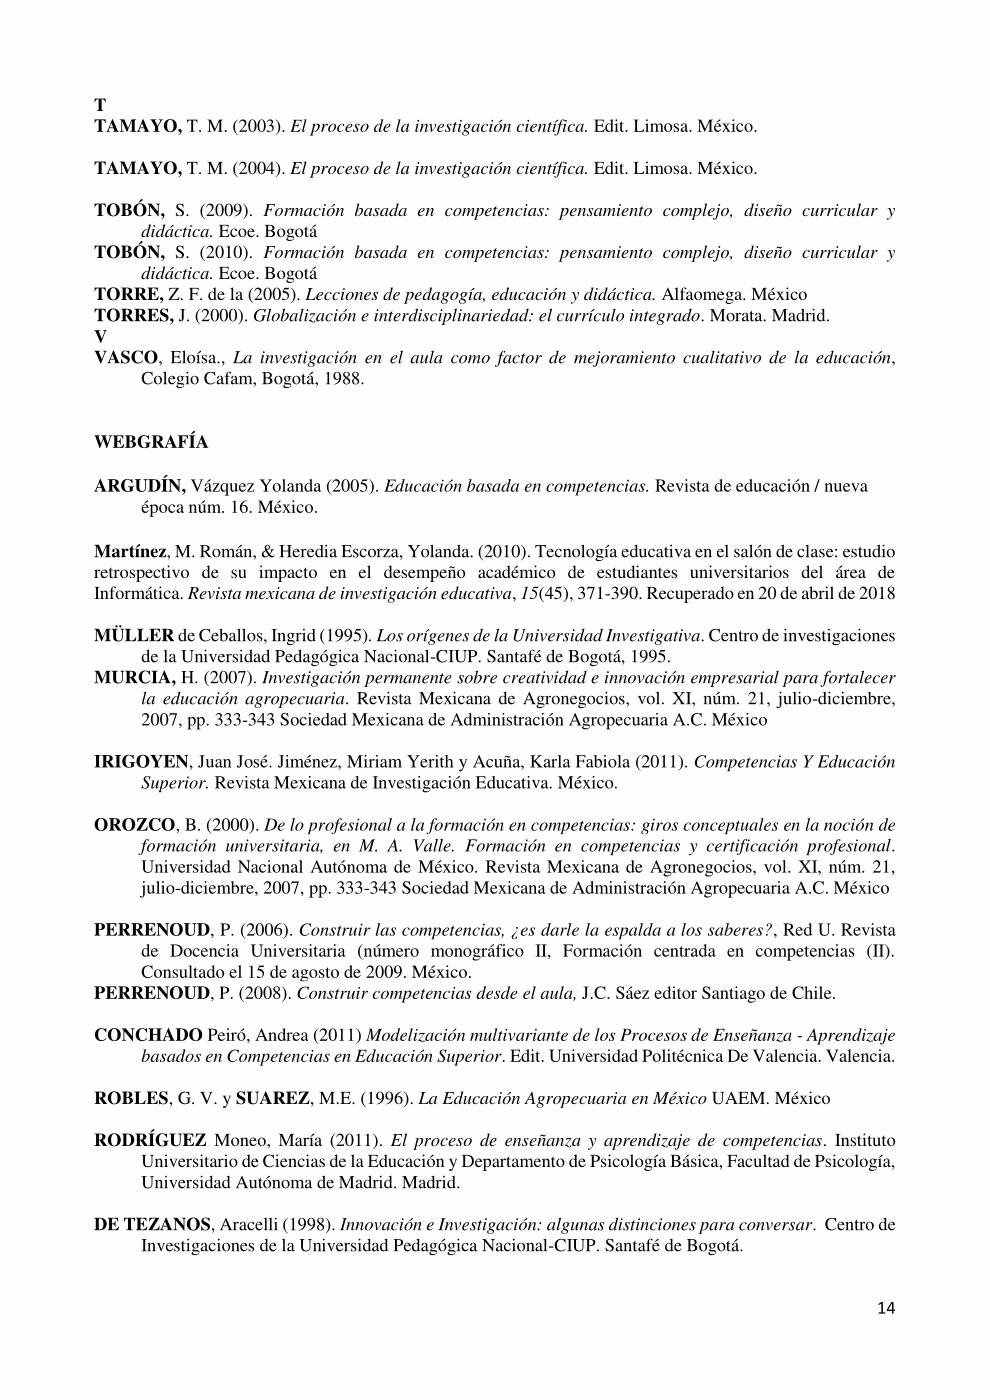 T
TAMAYO, T. M. (2003). El proceso de la investigación científica. Edit. Limosa. México.
TAMAYO, T. M. (2004). El proceso de la investigación científica. Edit. Limosa. México.
TOBÓN, S. (2009). Formación basada en competencias: pensamiento complejo, diseño curricular y
didáctica. Ecoe. Bogotá
TOBÓN, S. (2010). Formación basada en competencias: pensamiento complejo, diseño curricular y
didáctica. Ecoe. Bogotá
TORRE, Z. F. de la (2005). Lecciones de pedagogía, educación y didáctica. Alfaomega. México
TORRES, J. (2000). Globalización e interdisciplinariedad: el currículo integrado. Morata. Madrid.
V
VASCO, Eloísa., La investigación en el aula como factor de mejoramiento cualitativo de la educación,
Colegio Cafam, Bogotá, 1988.
WEBGRAFÍA
ARGUDÍN, Vázquez Yolanda (2005). Educación basada en competencias. Revista de educación / nueva
época núm. 16. México.
Martínez, M. Román, & Heredia Escorza, Yolanda. (2010). Tecnología educativa en el salón de clase: estudio
retrospectivo de su impacto en el desempeño académico de estudiantes universitarios del área de
Informática. Revista mexicana de investigación educativa, 15(45), 371-390. Recuperado en 20 de abril de 2018
MÜLLER de Ceballos, Ingrid (1995). Los orígenes de la Universidad Investigativa. Centro de investigaciones
de la Universidad Pedagógica Nacional-CIUP. Santafé de Bogotá, 1995.
MURCIA, H. (2007). Investigación permanente sobre creatividad e innovación empresarial para fortalecer
la educación agropecuaria. Revista Mexicana de Agronegocios, vol. XI, núm. 21, julio-diciembre,
2007, pp. 333-343 Sociedad Mexicana de Administración Agropecuaria A.C. México
IRIGOYEN, Juan José. Jiménez, Miriam Yerith y Acuña, Karla Fabiola (2011). Competencias Y Educación
Superior. Revista Mexicana de Investigación Educativa. México.
OROZCO, B. (2000). De lo profesional a la formación en competencias: giros conceptuales en la noción de
formación universitaria, en M. A. Valle. Formación en competencias y certificación profesional.
Universidad Nacional Autónoma de México. Revista Mexicana de Agronegocios, vol. XI, núm. 21,
julio-diciembre, 2007, pp. 333-343 Sociedad Mexicana de Administración Agropecuaria A.C. México
PERRENOUD, P. (2006). Construir las competencias, ¿es darle la espalda a los saberes?, Red U. Revista
de Docencia Universitaria (número monográfico II, Formación centrada en competencias (II).
Consultado el 15 de agosto de 2009. México.
PERRENOUD, P. (2008). Construir competencias desde el aula, J.C. Sáez editor Santiago de Chile.
CONCHADO Peiró, Andrea (2011) Modelización multivariante de los Procesos de Enseñanza - Aprendizaje
basados en Competencias en Educación Superior. Edit. Universidad Politécnica De Valencia. Valencia.
ROBLES, G. V. y SUAREZ, M.E. (1996). La Educación Agropecuaria en México UAEM. México
RODRÍGUEZ Moneo, María (2011). El proceso de enseñanza y aprendizaje de competencias. Instituto
Universitario de Ciencias de la Educación y Departamento de Psicología Básica, Facultad de Psicología,
Universidad Autónoma de Madrid. Madrid.
DE TEZANOS, Aracelli (1998). Innovación e Investigación: algunas distinciones para conversar. Centro de
Investigaciones de la Universidad Pedagógica Nacional-CIUP. Santafé de Bogotá.
14